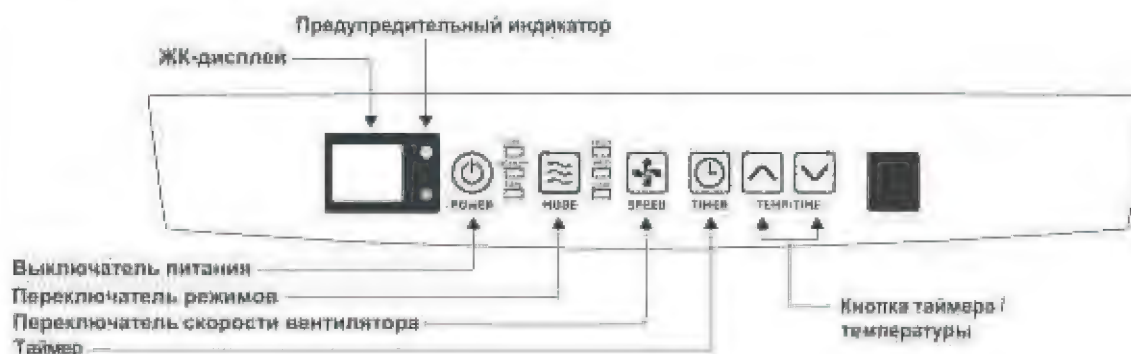 Предупредительный индикатор
ЖК-дисплей
POWER
MODE
SPEED
TIMER
TEMP/TIME
Выключатель питания
Переключатель режимов
Переключатель скорости вентилятора
Таймер
Кнопка таймера /
температуры